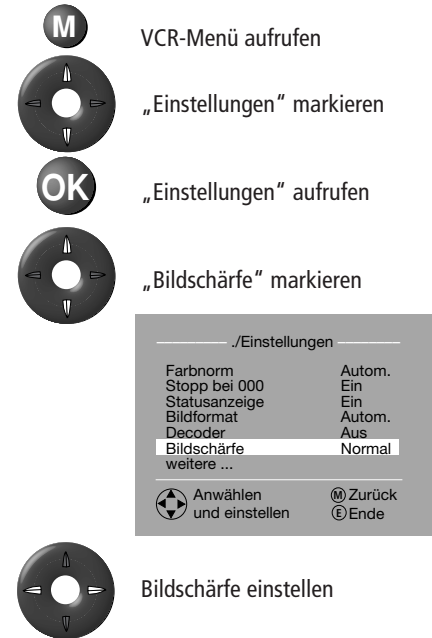 M VCR-Menü aufrufen
„Einstellungen“ markieren
OK „Einstellungen“ aufrufen
„Bildschärfe“ markieren
./Einstellungen
Farbnorm Autom.
Stopp bei 000 Ein
Statusanzeige Ein
Bildformat Autom.
Decoder Aus
Bildschärfe Normal
weitere ...
Anwählen M Zurück
und einstellen E Ende
Bildschärfe einstellen